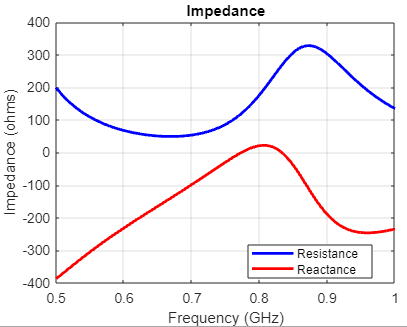 Impedance
400
300
200
100
0
-100
-200
-300
-400
Impedance (ohms)
0.5 0.6 0.7 0.8 0.9 1
Frequency (GHz)
Resistance
Reactance